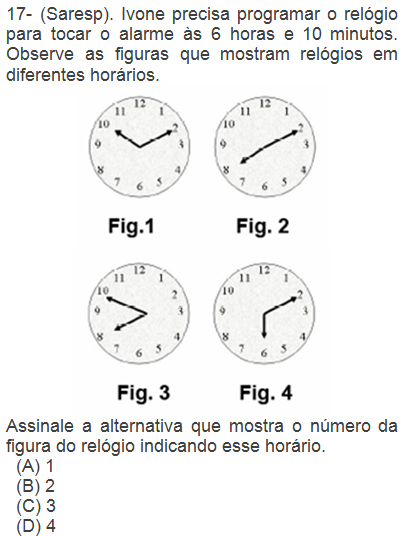 17- (Saresp). Ivone precisa programar o relógio
para tocar o alarme às 6 horas e 10 minutos.
Observe as figuras que mostram relógios em
diferentes horários.
12
11 1
10 2
9 3
8 4
7 5
6
12
11 1
10 2
9 3
8 4
7 5
6
Fig.1 Fig. 2
12
11 1
10 2
9 3
8 4
7 5
6
12
11 1
10 2
9 3
8 4
7 5
6
Fig. 3 Fig. 4
Assinale a alternativa que mostra o número da
figura do relógio indicando esse horário.
(A) 1
(B) 2
(C) 3
(D) 4